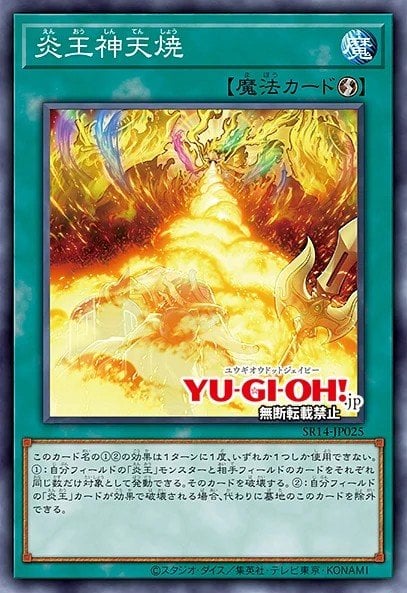 えん おう しん てん しょう
炎王神天焼
魔
ま ほう
【魔法カード】
ユウギオウドットジェイピー
YU-GI-OH!.jp
無断転載禁止
SR14-JP025
このカード名の①②の効果は1ターンに1度、いずれか1つしか使用できない。
①：自分フィールドの「炎王」モンスターと相手フィールドのカードをそれぞれ
同じ数だけ対象として発動できる。そのカードを破壊する。②：自分フィールド
の「炎王」カードが効果で破壊される場合、代わりに墓地のこのカードを除外
できる。
©スタジオ・ダイス／集英社・テレビ東京・KONAMI